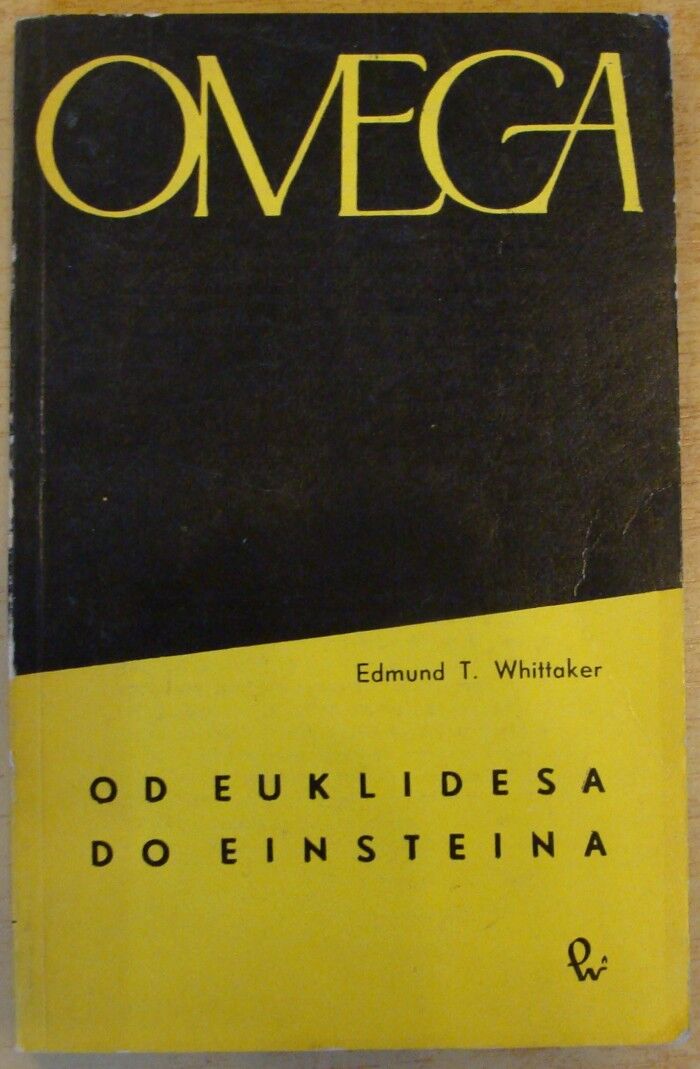 OMEGA
Edmund T. Whittaker
OD EUKLIDESA
DO EINSTEINA